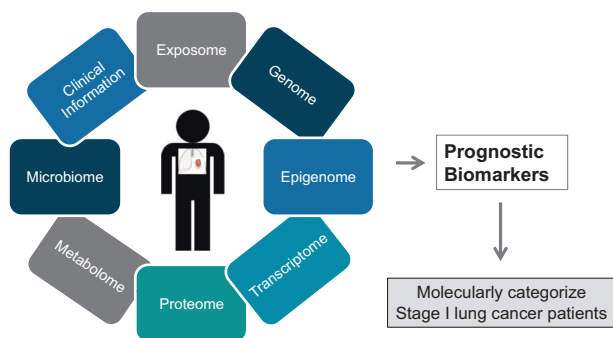 Exposome
Genome
Epigenome
Transcriptome
Proteome
Metabolome
Microbiome
Clinical
Information
Prognostic
Biomarkers
Molecularly categorize
Stage I lung cancer patients